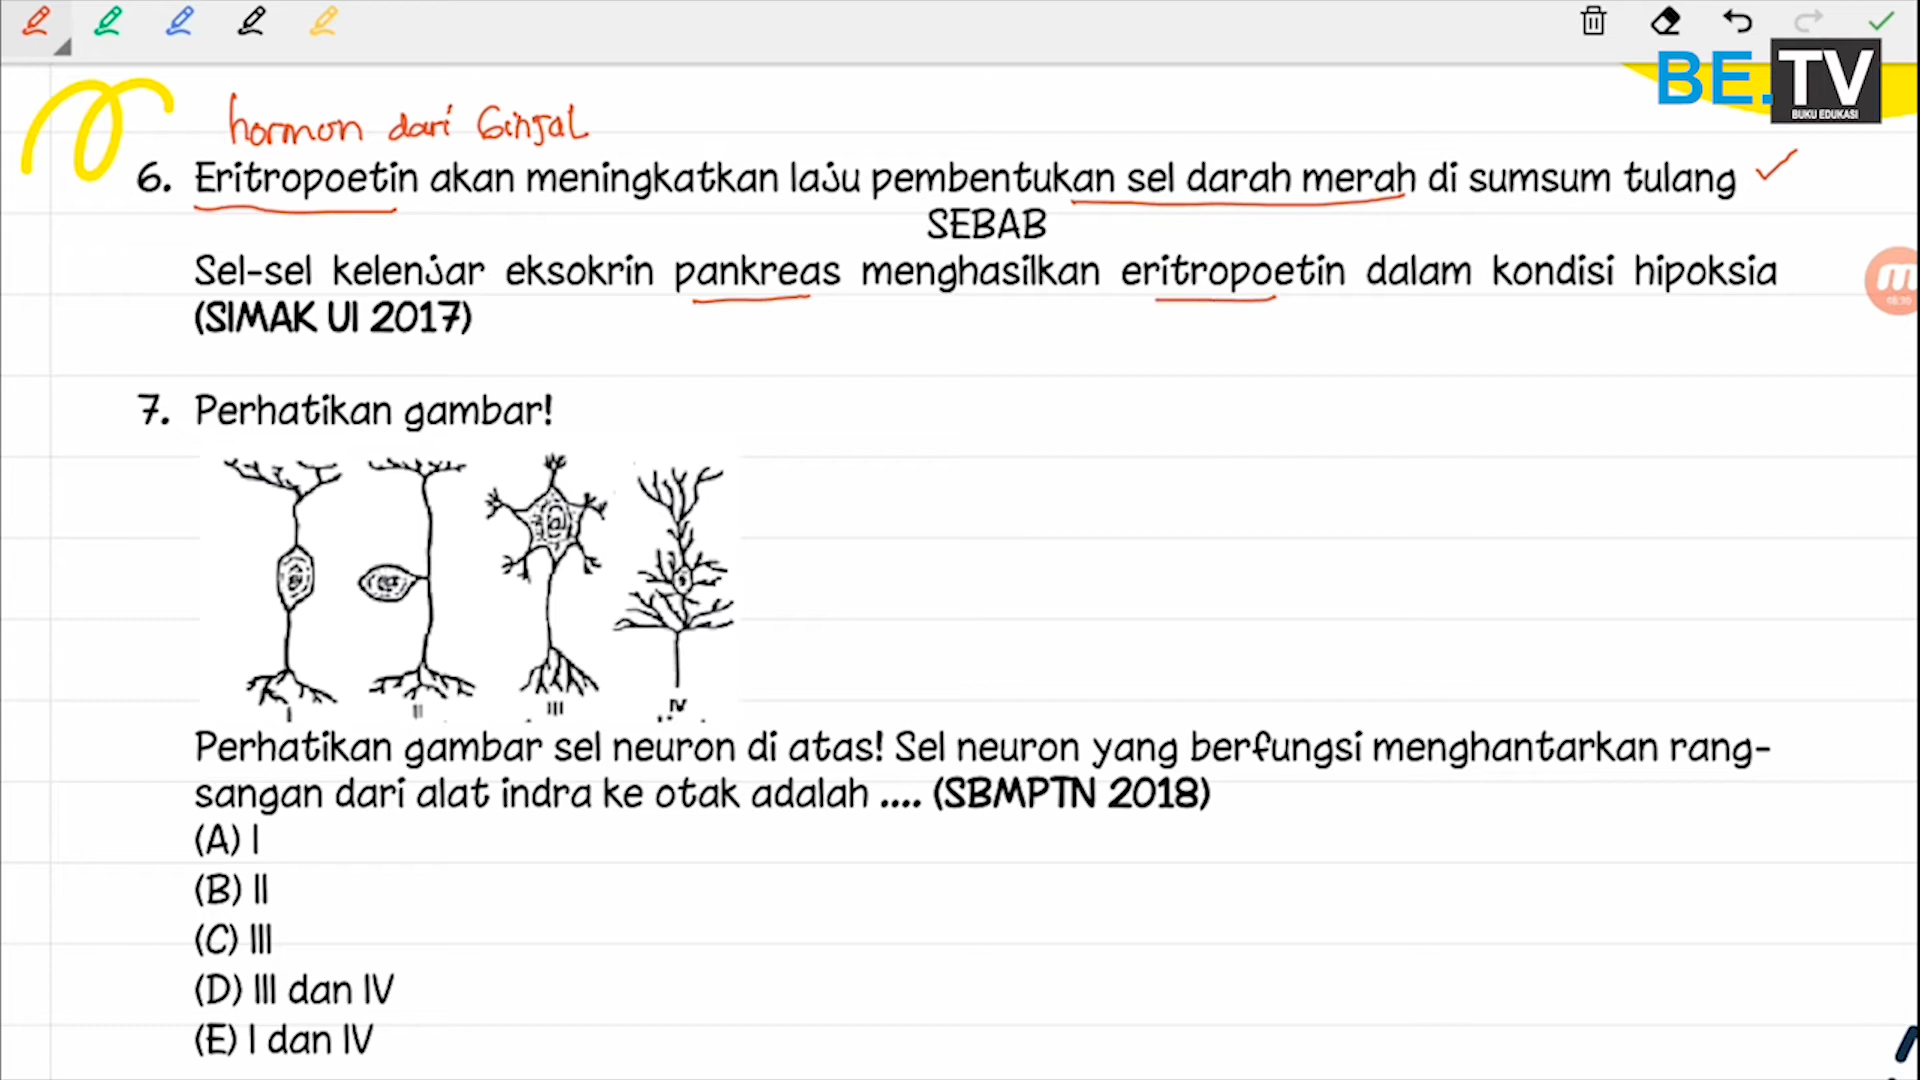 BE.TV
BUKU EDUKASI
hormon dari Ginjal
6. Eritropoetin akan meningkatkan laju pembentukan sel darah merah di sumsum tulang
SEBAB
Sel-sel kelenjar eksokrin pankreas menghasilkan eritropoetin dalam kondisi hipoksia
(SIMAK UI 2017)
7. Perhatikan gambar!
I II III IV
Perhatikan gambar sel neuron di atas! Sel neuron yang berfungsi menghantarkan rang-
sangan dari alat indra ke otak adalah .... (SBMPTN 2018)
(A) I
(B) II
(C) III
(D) III dan IV
(E) I dan IV